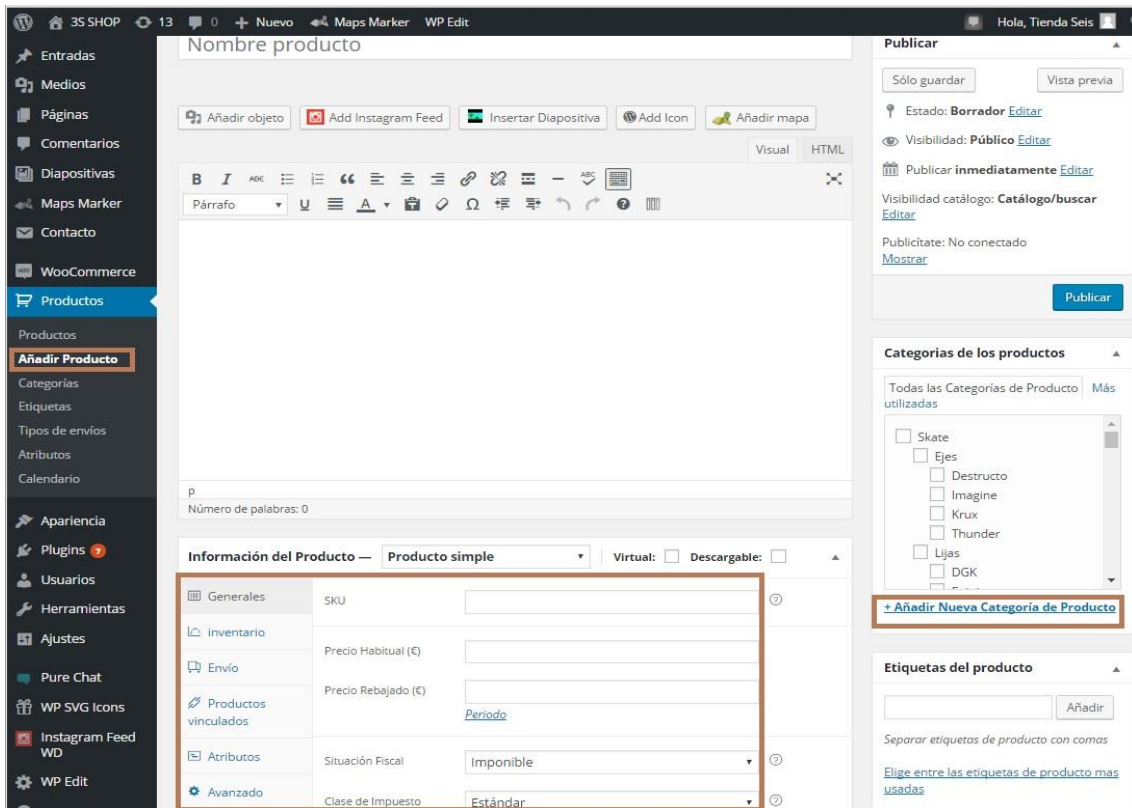 3S SHOP 13 0 + Nuevo Maps Marker WP Edit Hola, Tienda Seis
Entradas
Medios
Páginas
Comentarios
Diapositivas
Maps Marker
Contacto
WooCommerce
Productos
Productos
Añadir Producto
Categorías
Etiquetas
Tipos de envíos
Atributos
Calendario
Apariencia
Plugins 7
Usuarios
Herramientas
Ajustes
Pure Chat
WP SVG Icons
Instagram Feed
WD
WP Edit
Nombre producto
Añadir objeto Add Instagram Feed Insertar Diapositiva Add Icon Añadir mapa
Visual HTML
B I ABC ABC
Párrafo U A Ω
p
Número de palabras: 0
Información del Producto — Producto simple Virtual: Descargable:
Generales
inventario
Envío
Productos
vinculados
Atributos
Avanzado
SKU
Precio Habitual (€)
Precio Rebajado (€)
Periodo
Situación Fiscal Imponible
Clase de Impuesto Estándar
Publicar
Sólo guardar Vista previa
Estado: Borrador Editar
Visibilidad: Público Editar
Publicar inmediatamente Editar
Visibilidad catálogo: Catálogo/buscar
Editar
Publicítate: No conectado
Mostrar
Publicar
Categorias de los productos
Todas las Categorías de Producto Más
utilizadas
Skate
Ejes
Destructo
Imagine
Krux
Thunder
Lijas
DGK
+ Añadir Nueva Categoría de Producto
Etiquetas del producto
Añadir
Separar etiquetas de producto con comas
Elige entre las etiquetas de producto mas
usadas